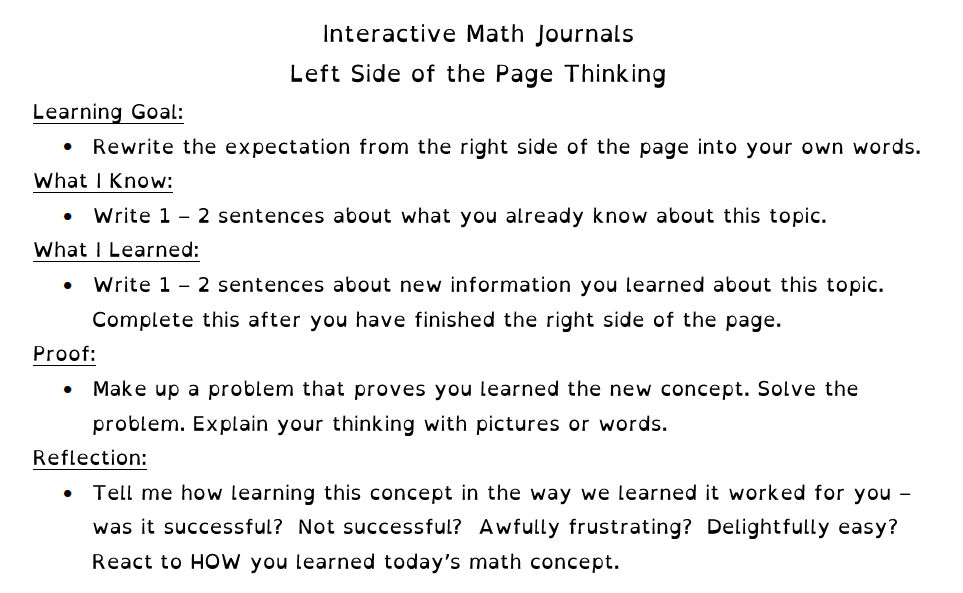 Interactive Math Journals
Left Side of the Page Thinking
Learning Goal:
• Rewrite the expectation from the right side of the page into your own words.
What I Know:
• Write 1 – 2 sentences about what you already know about this topic.
What I Learned:
• Write 1 – 2 sentences about new information you learned about this topic.
Complete this after you have finished the right side of the page.
Proof:
• Make up a problem that proves you learned the new concept. Solve the
problem. Explain your thinking with pictures or words.
Reflection:
• Tell me how learning this concept in the way we learned it worked for you –
was it successful?  Not successful?  Awfully frustrating?  Delightfully easy?
React to HOW you learned today's math concept.